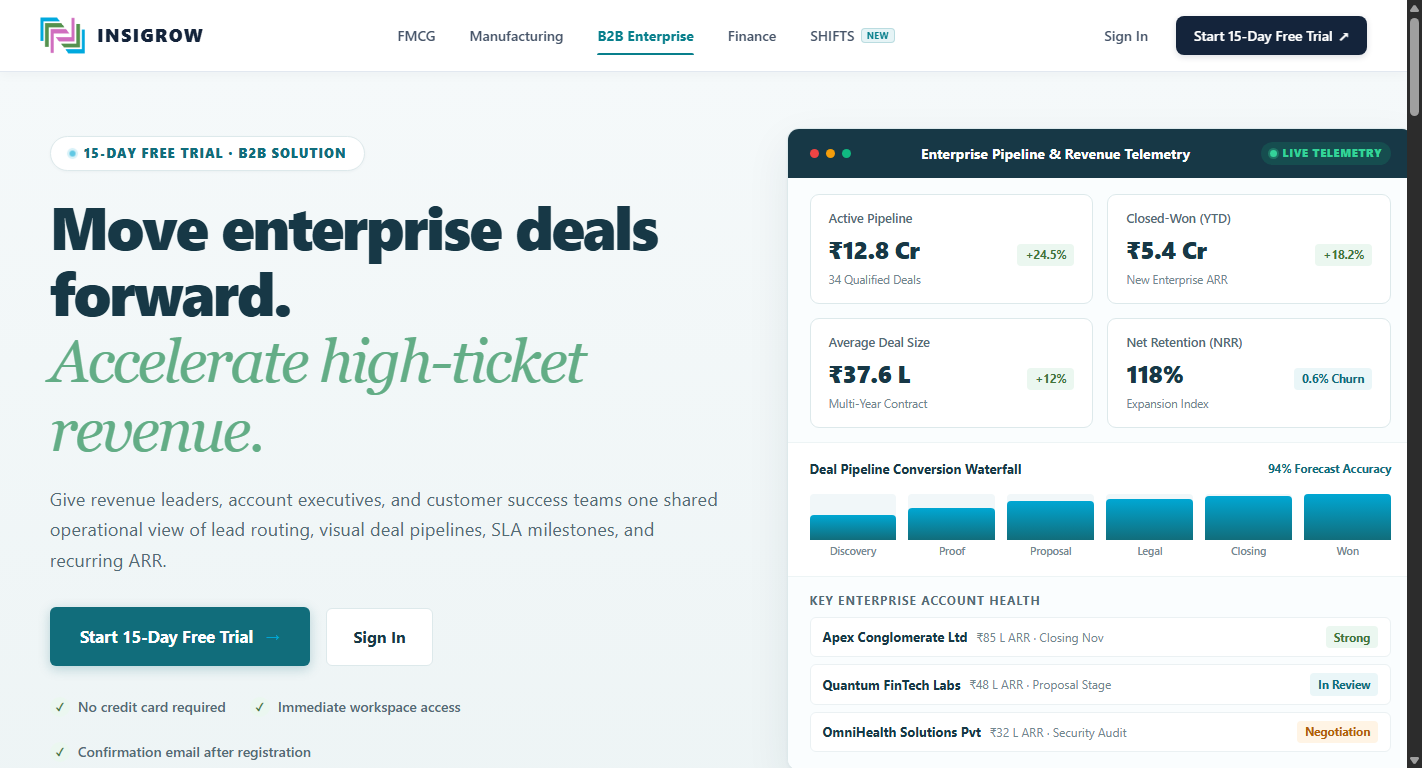 INSIGROW
FMCG
Manufacturing
B2B Enterprise
Finance
SHIFTS NEW
Sign In
Start 15-Day Free Trial ↗
15-DAY FREE TRIAL · B2B SOLUTION
Move enterprise deals
forward.
Accelerate high-ticket
revenue.
Give revenue leaders, account executives, and customer success teams one shared
operational view of lead routing, visual deal pipelines, SLA milestones, and
recurring ARR.
Start 15-Day Free Trial →
Sign In
✓ No credit card required
✓ Immediate workspace access
✓ Confirmation email after registration
Enterprise Pipeline & Revenue Telemetry
LIVE TELEMETRY
Active Pipeline
₹12.8 Cr
+24.5%
34 Qualified Deals
Closed-Won (YTD)
₹5.4 Cr
+18.2%
New Enterprise ARR
Average Deal Size
₹37.6 L
+12%
Multi-Year Contract
Net Retention (NRR)
118%
0.6% Churn
Expansion Index
Deal Pipeline Conversion Waterfall
94% Forecast Accuracy
Discovery
Proof
Proposal
Legal
Closing
Won
KEY ENTERPRISE ACCOUNT HEALTH
Apex Conglomerate Ltd ₹85 L ARR · Closing Nov
Strong
Quantum FinTech Labs ₹48 L ARR · Proposal Stage
In Review
OmniHealth Solutions Pvt ₹32 L ARR · Security Audit
Negotiation